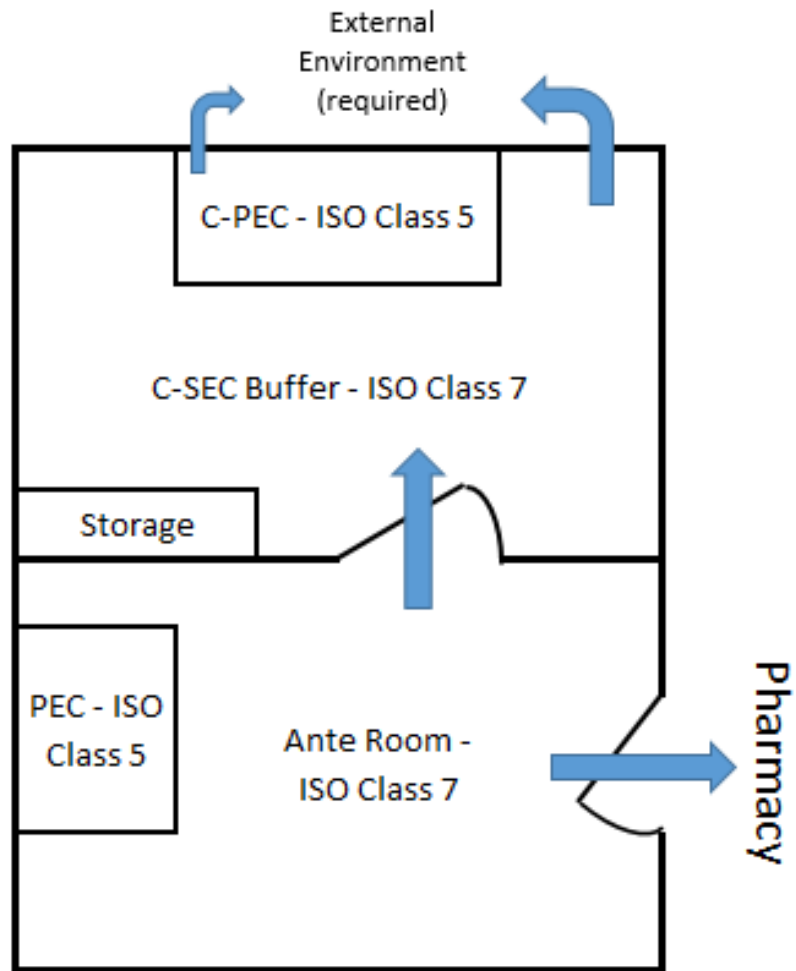 External
Environment
(required)
C-PEC - ISO Class 5
C-SEC Buffer - ISO Class 7
Storage
PEC - ISO
Class 5
Ante Room -
ISO Class 7
Pharmacy